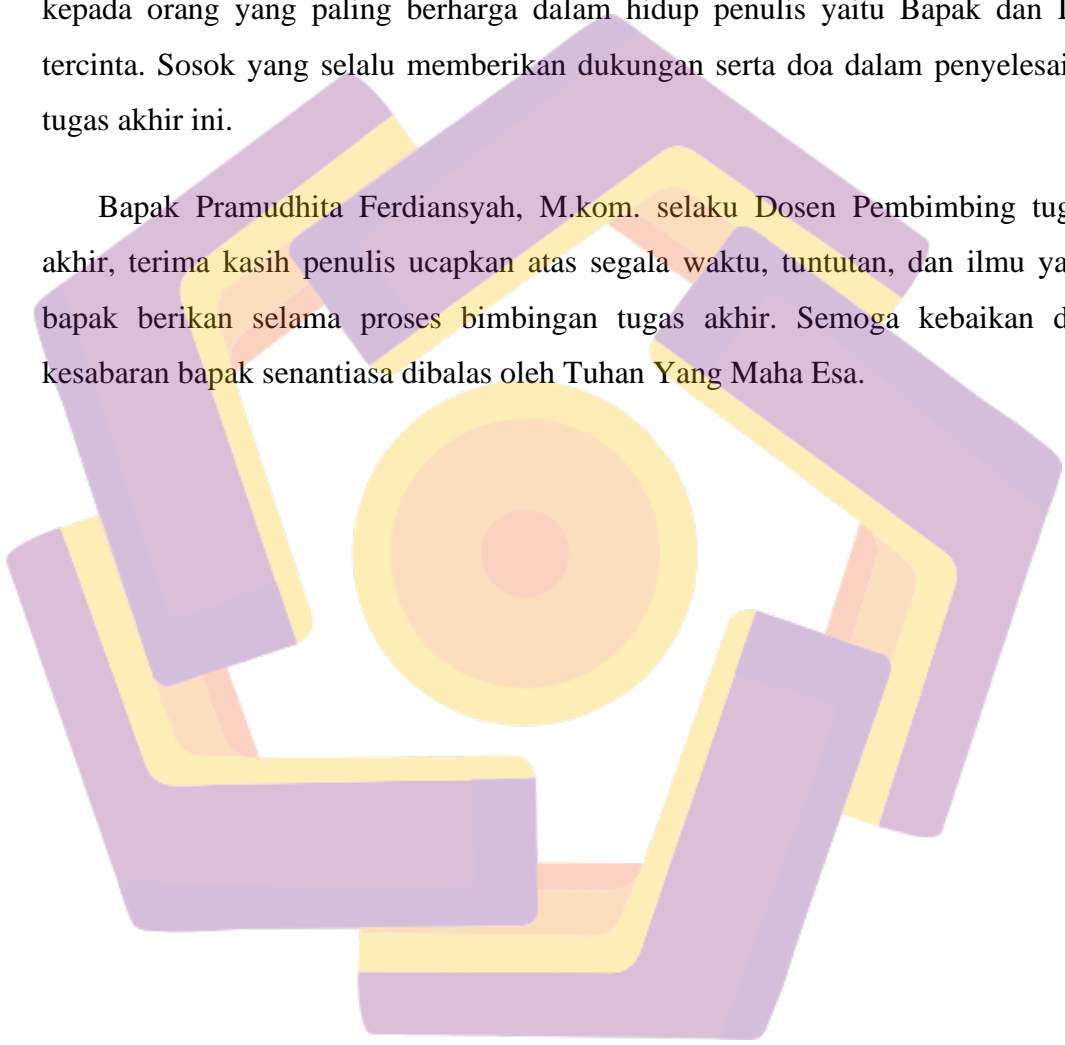 kepada orang yang paling berharga dalam hidup penulis yaitu Bapak dan
tercinta. Sosok yang selalu memberikan dukungan serta doa dalam
tugas akhir ini.
Bapak Pramudhita Ferdiansyah, M.kom. selaku Dosen Pembimbing
akhir, terima kasih penulis ucapkan atas segala waktu, tuntutan, dan ilmu
bapak berikan selama proses bimbingan tugas akhir. Semoga kebaikan
kesabaran bapak senantiasa dibalas oleh Tuhan Yang Maha Esa.